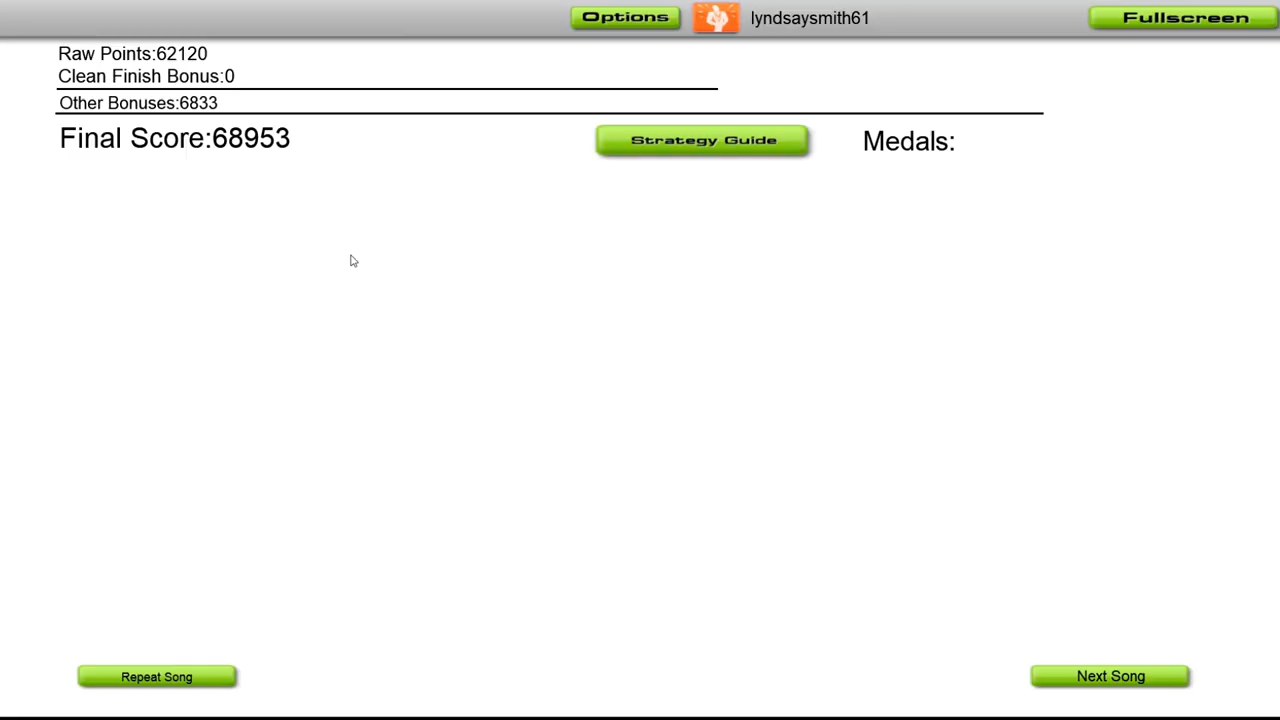 Options
lyndsaysmith61
Fullscreen
Raw Points:62120
Clean Finish Bonus:0
Other Bonuses:6833
Final Score:68953
Strategy Guide
Medals:
Repeat Song
Next Song